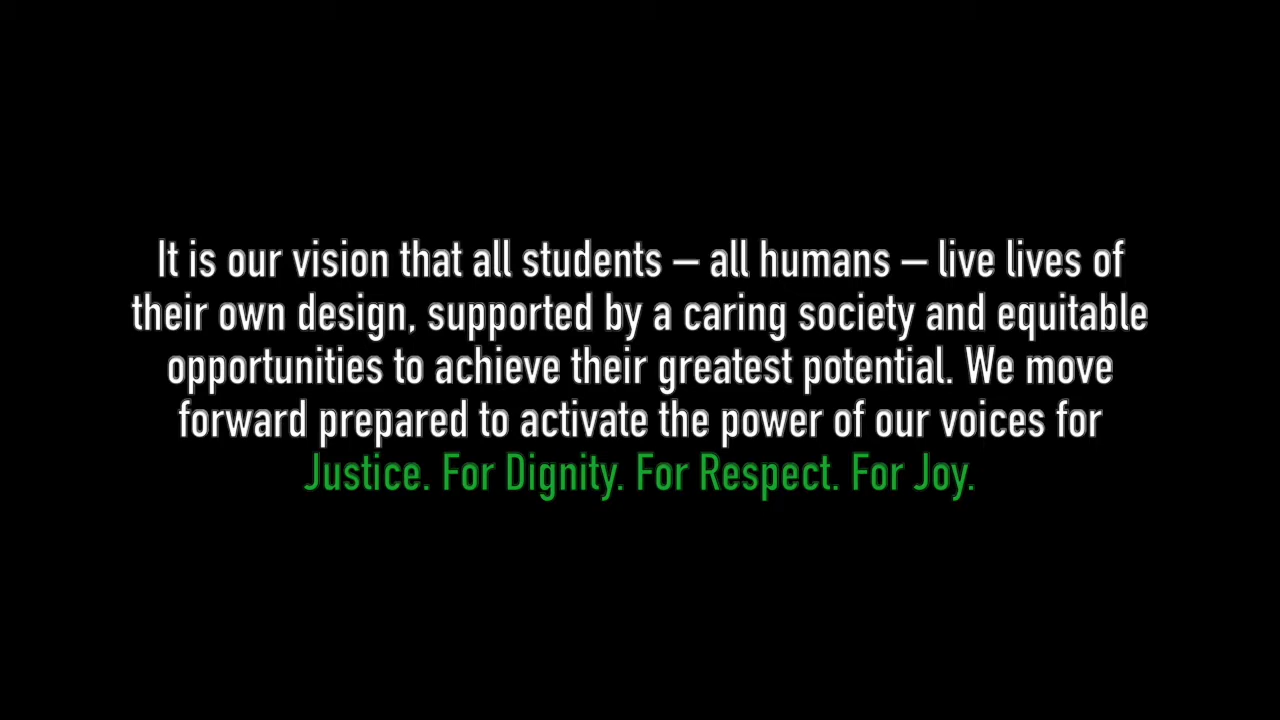 It is our vision that all students – all humans – live lives of
their own design, supported by a caring society and equitable
opportunities to achieve their greatest potential. We move
forward prepared to activate the power of our voices for
Justice. For Dignity. For Respect. For Joy.